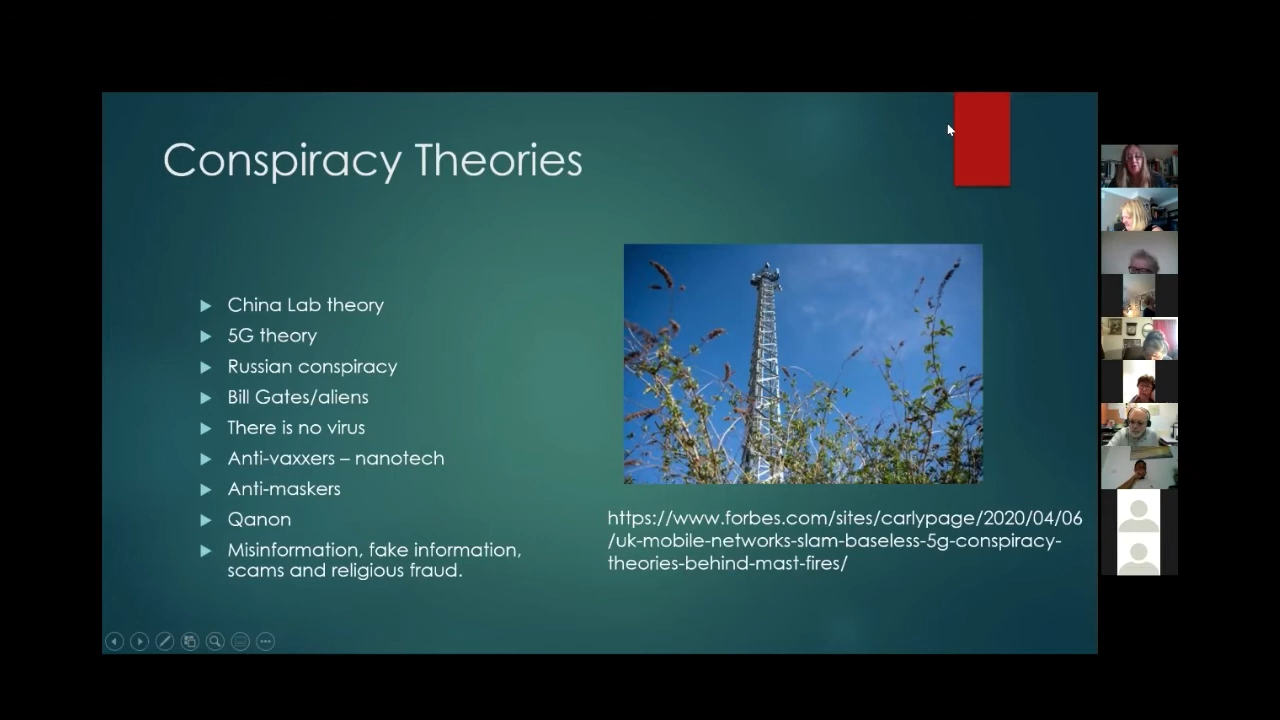 Conspiracy Theories
China Lab theory
5G theory
Russian conspiracy
Bill Gates/aliens
There is no virus
Anti-vaxxers – nanotech
Anti-maskers
Qanon
Misinformation, fake information,
scams and religious fraud.
https://www.forbes.com/sites/carlypage/2020/04/06
/uk-mobile-networks-slam-baseless-5g-conspiracy-
theories-behind-mast-fires/